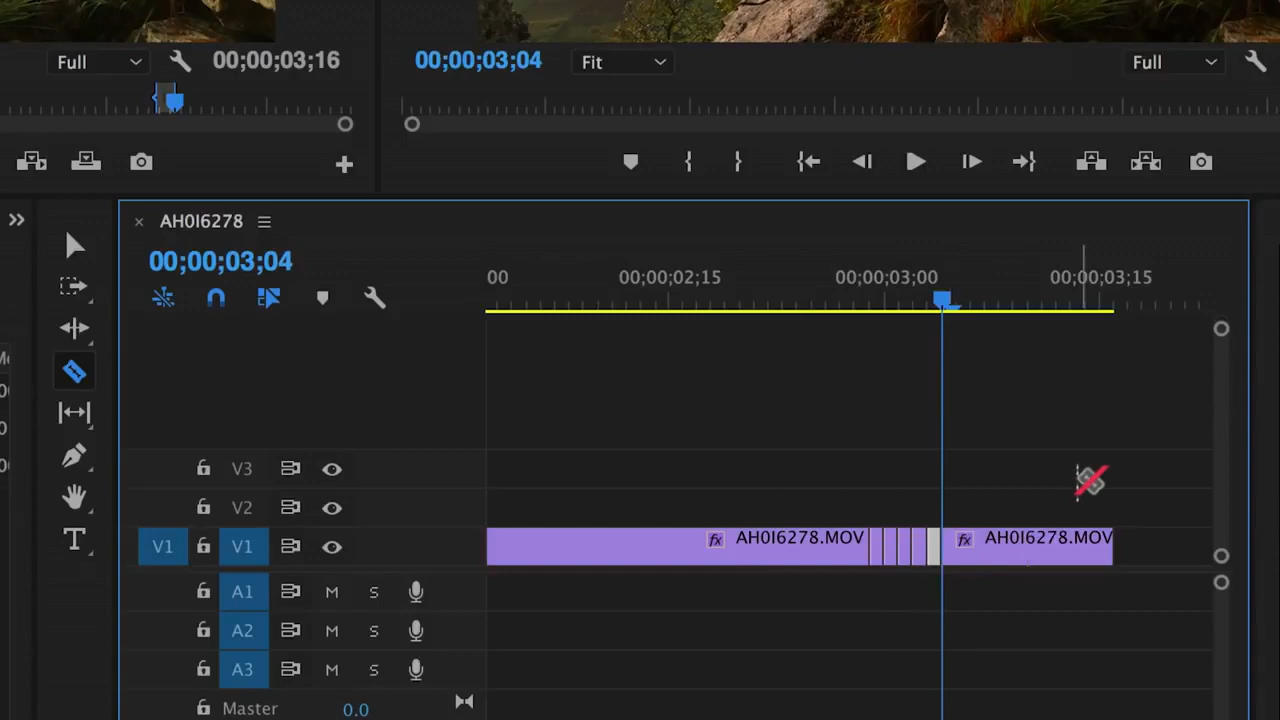 Full
00;00;03;16
00;00;03;04
Fit
Full
AH0I6278
00;00;03;04
00
00;00;02;15
00;00;03;00
00;00;03;15
V3
V2
V1
V1
fx
AH0I6278.MOV
fx
AH0I6278.MOV
A1
M
S
A2
M
S
A3
M
S
Master
0.0
T